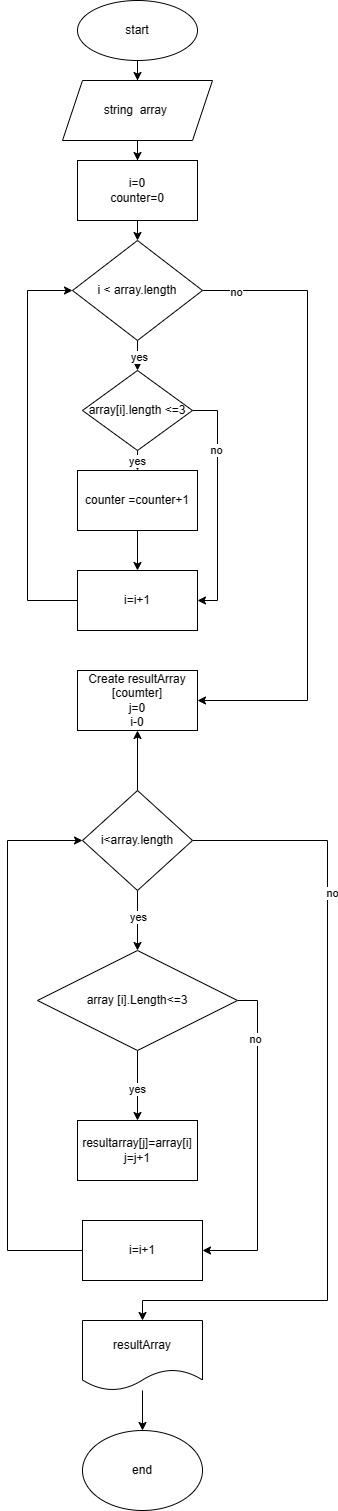 start
string array
i=0
counter=0
i < array.length
no
yes
array[i].length <=3
no
yes
counter =counter+1
i=i+1
Create resultArray
[coumter]
j=0
i-0
i<array.length
no
yes
array [i].Length<=3
no
yes
resultarray[j]=array[i]
j=j+1
i=i+1
resultArray
end